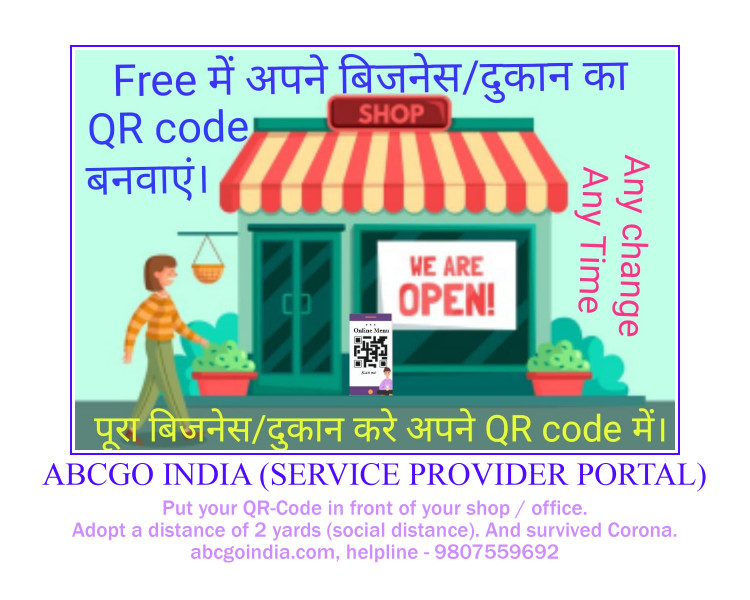 Free में अपने बिजनेस/दुकान का
QR code
बनवाएं।
SHOP
Any change
Any Time
WE ARE
OPEN!
Online Menu
पूरा बिजनेस/दुकान करे अपने QR code में।
ABCGO INDIA (SERVICE PROVIDER PORTAL)
Put your QR-Code in front of your shop / office.
Adopt a distance of 2 yards (social distance). And survived Corona.
abcgoindia.com, helpline - 9807559692